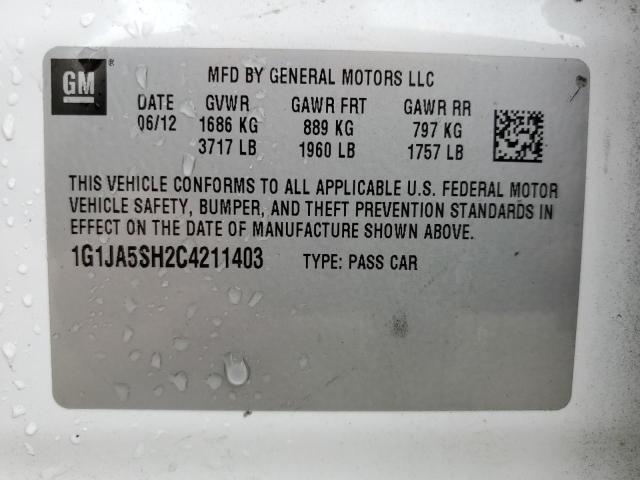 GM ® MFD BY GENERAL MOTORS LLC
DATE GVWR GAWR FRT GAWR RR
06/12 1686 KG 889 KG 797 KG
3717 LB 1960 LB 1757 LB
THIS VEHICLE CONFORMS TO ALL APPLICABLE U.S. FEDERAL MOTOR
VEHICLE SAFETY, BUMPER, AND THEFT PREVENTION STANDARDS IN
EFFECT ON THE DATE OF MANUFACTURE SHOWN ABOVE.
1G1JA5SH2C4211403 TYPE: PASS CAR